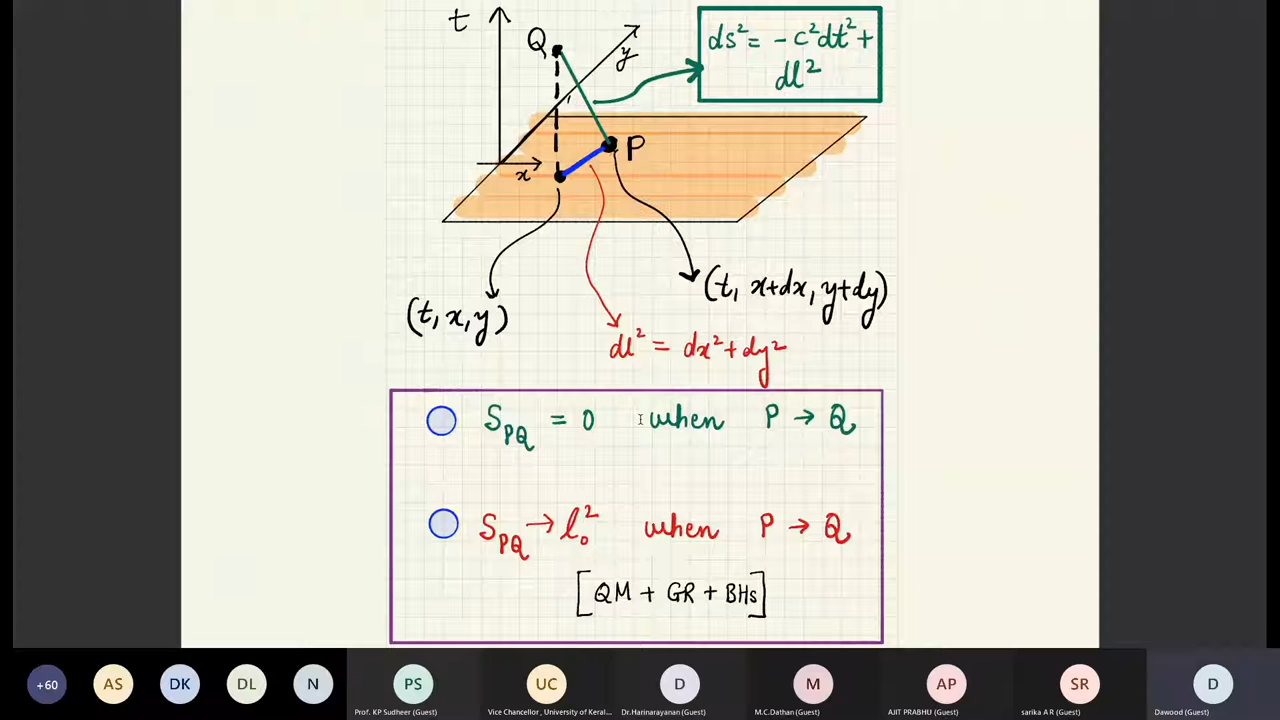 t
Q
y
ds² = - c²dt² +
dl²
P
x
(t, x+dx, y+dy)
(t, x, y)
dl² = dx² + dy²
S_PQ = 0 when P → Q
S_PQ → l₀² when P → Q
[QM + GR + BHs]
+60
AS
DK
DL
N
PS
UC
D
M
AP
SR
D
Prof. KP Sudheer (Guest)
Vice Chancellor , University of Keral...
Dr.Harinarayanan (Guest)
M.C.Dathan (Guest)
AJIT PRABHU (Guest)
sarika A R (Guest)
Dawood (Guest)